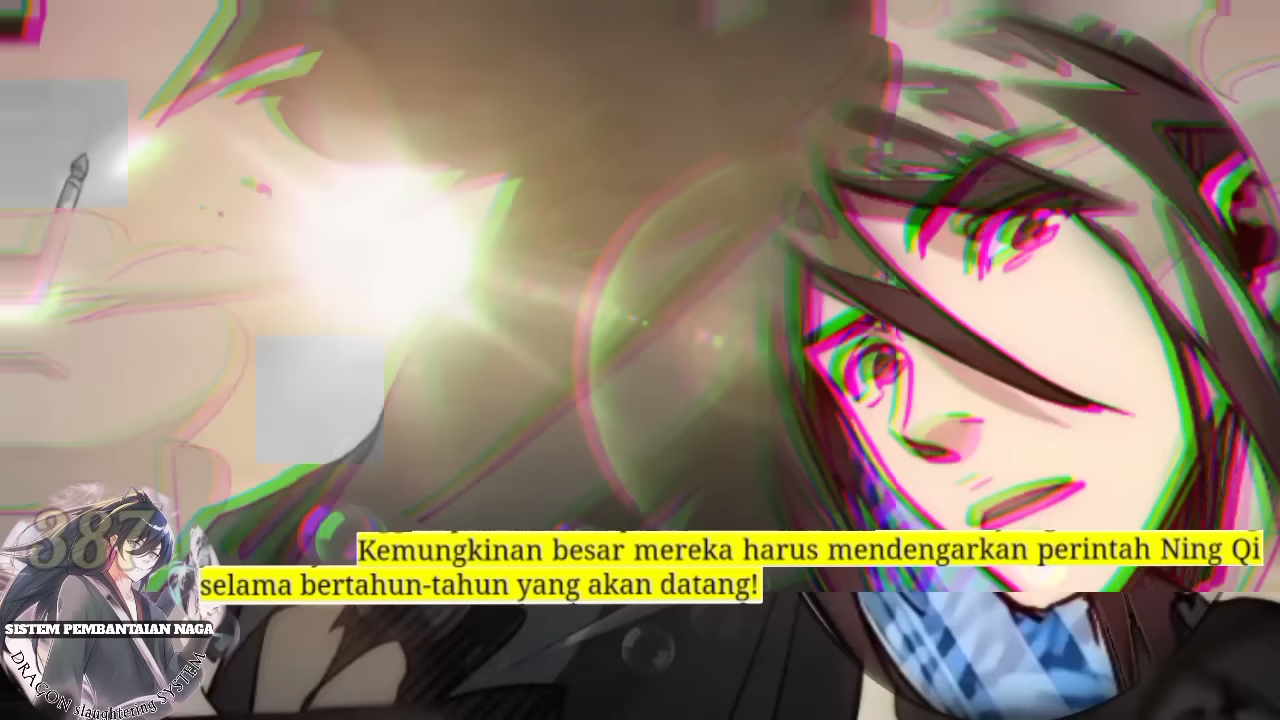 Kemungkinan besar mereka harus mendengarkan perintah Ning Qi
selama bertahun-tahun yang akan datang!
387
SISTEM PEMBANTAIAN NAGA
DRAGON slaughtering SYSTEM